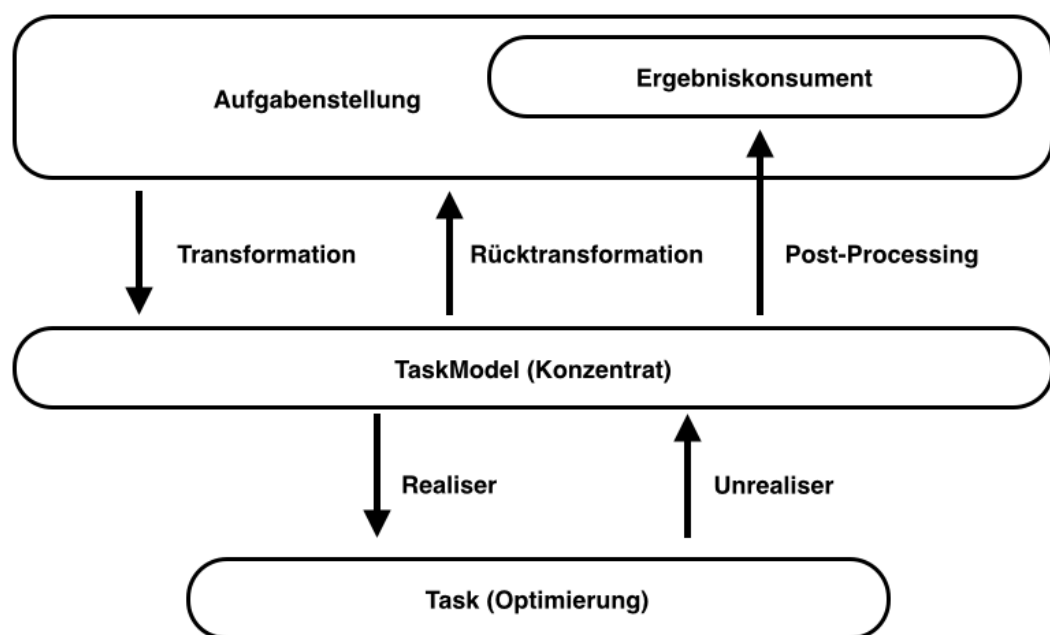 Ergebniskonsument
Aufgabenstellung
Transformation
Rücktransformation
Post-Processing
TaskModel (Konzentrat)
Realiser
Unrealiser
Task (Optimierung)